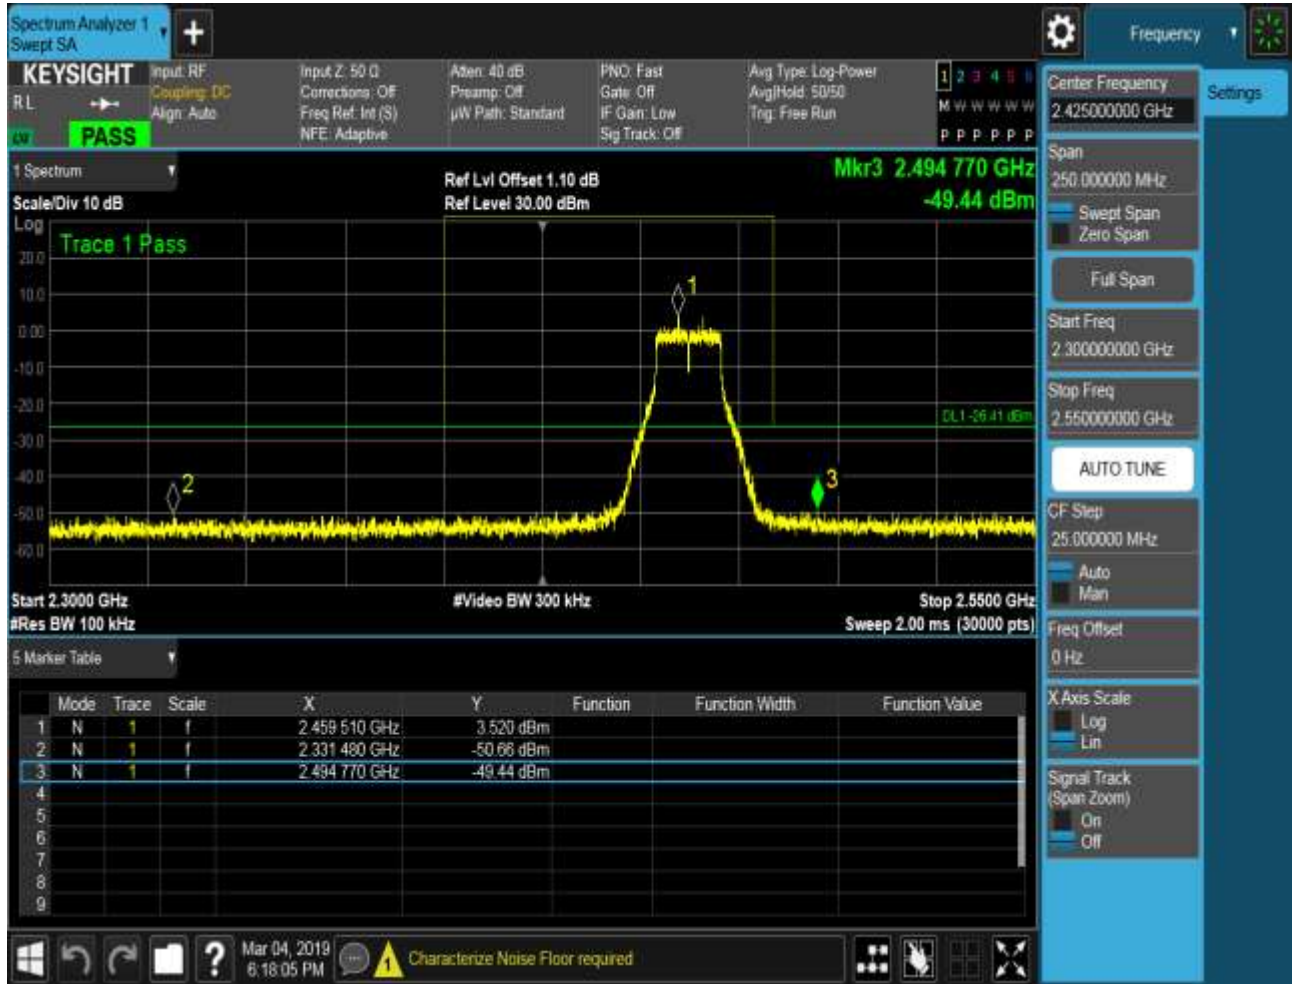 Spectrum Analyzer 1
Swept SA
+
Frequency
KEYSIGHT
RL
PASS
Input: RF
Coupling: DC
Align: Auto
Input Z: 50 Ω
Corrections: Off
Freq Ref: Int (S)
NFE: Adaptive
Atten: 40 dB
Preamp: Off
µW Path: Standard
PNO: Fast
Gate: Off
IF Gain: Low
Sig Track: Off
Avg Type: Log-Power
Avg|Hold: 50/50
Trig: Free Run
1 2 3 4 5 6
M W W W W W
P P P P P P
1 Spectrum
Scale/Div 10 dB
Ref Lvl Offset 1.10 dB
Ref Level 30.00 dBm
Mkr3 2.494 770 GHz
-49.44 dBm
Log
Trace 1 Pass
20.0
10.0
0.00
-10.0
-20.0
-30.0
-40.0
-50.0
-60.0
1
2
3
DL1 -26.41 dBm
Start 2.3000 GHz
#Res BW 100 kHz
#Video BW 300 kHz
Stop 2.5500 GHz
Sweep 2.00 ms (30000 pts)
5 Marker Table
Mode Trace Scale X Y Function Function Width Function Value
1 N 1 f 2.459 510 GHz 3.520 dBm
2 N 1 f 2.331 480 GHz -50.66 dBm
3 N 1 f 2.494 770 GHz -49.44 dBm
4
5
6
7
8
9
Mar 04, 2019
6:18:05 PM
?
1
Characterize Noise Floor required
Center Frequency
2.425000000 GHz
Span
250.000000 MHz
Swept Span
Zero Span
Full Span
Start Freq
2.300000000 GHz
Stop Freq
2.550000000 GHz
AUTO TUNE
CF Step
25.000000 MHz
Auto
Man
Freq Offset
0 Hz
X Axis Scale
Log
Lin
Signal Track
(Span Zoom)
On
Off
Settings